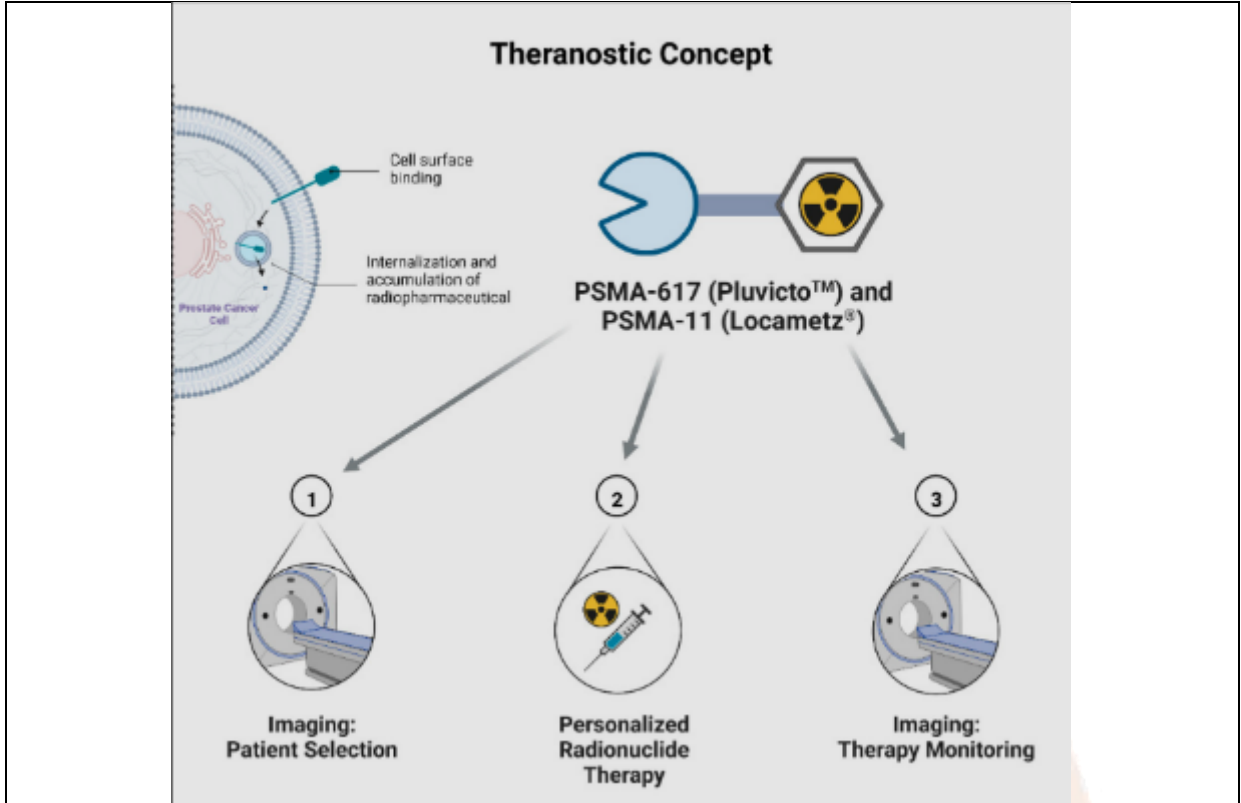 Theranostic Concept
Cell surface
binding
Internalization and
accumulation of
radiopharmaceutical
Prostate Cancer
Cell
PSMA-617 (Pluvicto™) and
PSMA-11 (Locametz®)
1
2
3
Imaging:
Patient Selection
Personalized
Radionuclide
Therapy
Imaging:
Therapy Monitoring